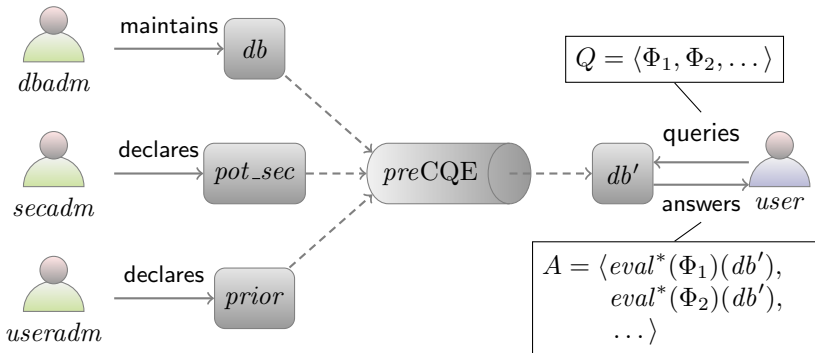 maintains
db
dbadm
Q = ⟨Φ₁, Φ₂, . . . ⟩
declares
pot_sec
secadm
preCQE
db′
queries
answers
user
declares
prior
useradm
A = ⟨eval*(Φ₁)(db′),
eval*(Φ₂)(db′),
. . . ⟩